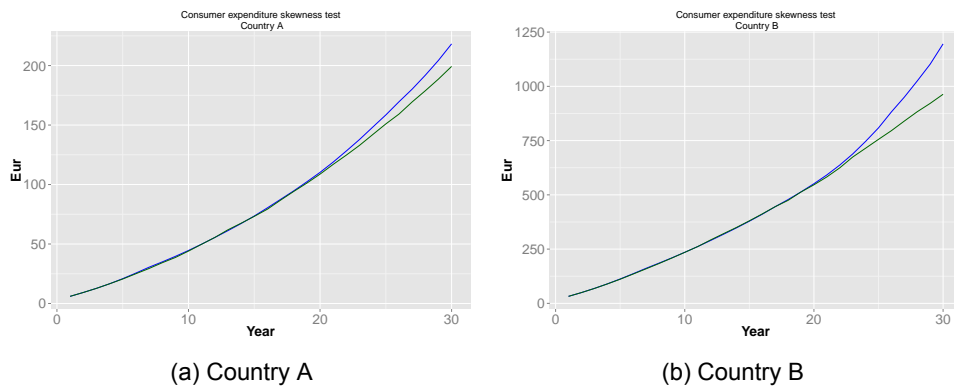 Consumer expenditure skewness test
Country A
Eur
200
150
100
50
0
0 10 20 30
Year
(a) Country A
Consumer expenditure skewness test
Country B
Eur
1250
1000
750
500
250
0
0 10 20 30
Year
(b) Country B